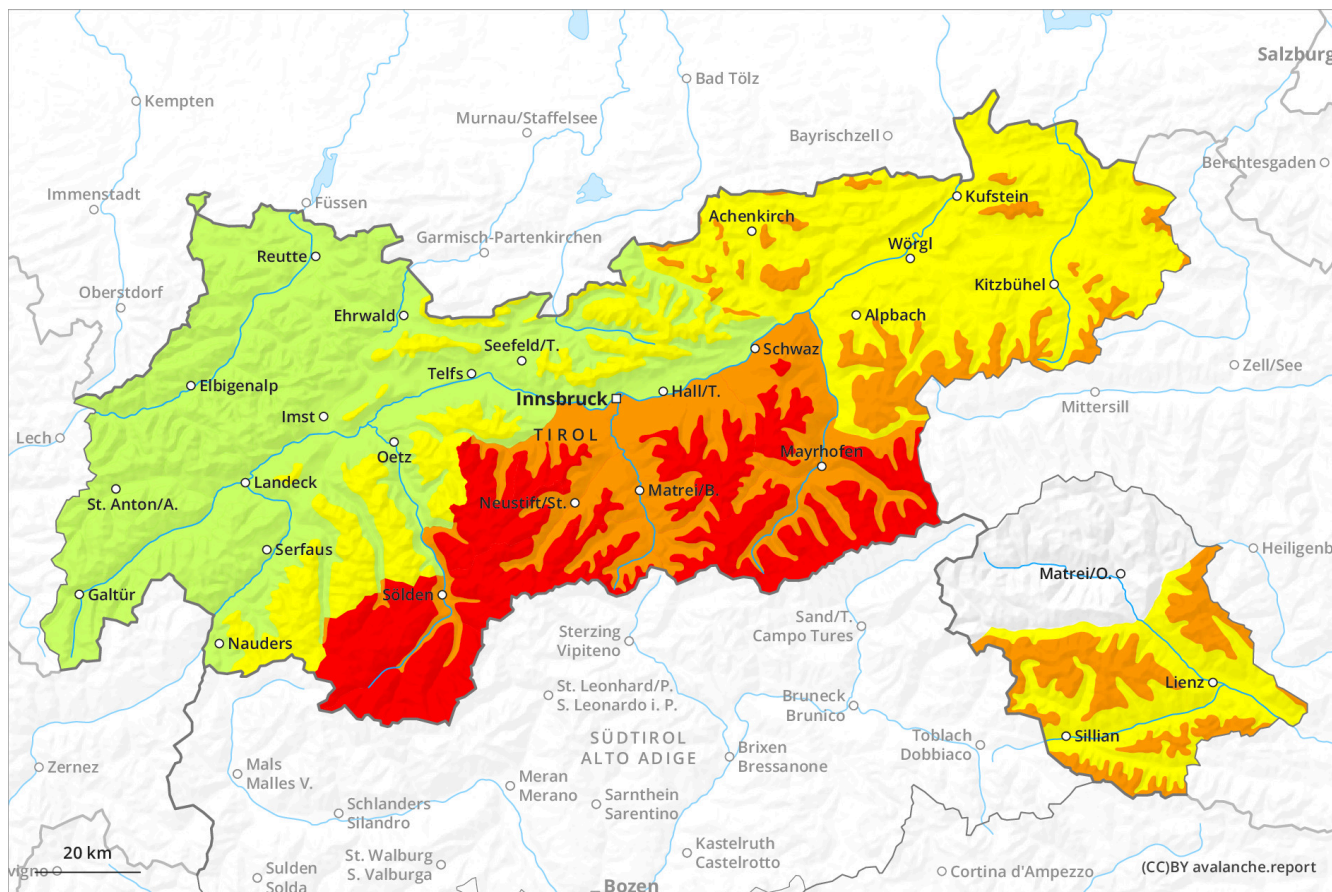 Salzburg
Bad Tölz
Kempten
Murnau/Staffelsee
Bayrischzell
Berchtesgaden
Immenstadt
Füssen
Kufstein
Achenkirch
Garmisch-Partenkirchen
Wörgl
Reutte
Kitzbühel
Oberstdorf
Ehrwald
Alpbach
Seefeld/T.
Schwaz
Telfs
Zell/See
Elbigenalp
Hall/T.
Innsbruck
Mittersill
Imst
Lech
TIROL
Oetz
Mayrhofen
Landeck
Matrei/B.
St. Anton/A.
Neustift/St.
Serfaus
Heiligenb
Matrei/O.
Galtür
Sölden
Sand/T.
Campo Tures
Sterzing
Vipiteno
Nauders
Lienz
St. Leonhard/P.
S. Leonardo i. P.
Bruneck
Brunico
Sillian
Toblach
Dobbiaco
SÜDTIROL
ALTO ADIGE
Brixen
Bressanone
Zernez
Mals
Malles V.
Meran
Merano
Sarnthein
Sarentino
Schlanders
Silandro
Kastelruth
Castelrotto
20 km
St. Walburg
S. Valburga
vigno
Sulden
Solda
Cortina d'Ampezzo
(CC)BY avalanche.report
Bozen